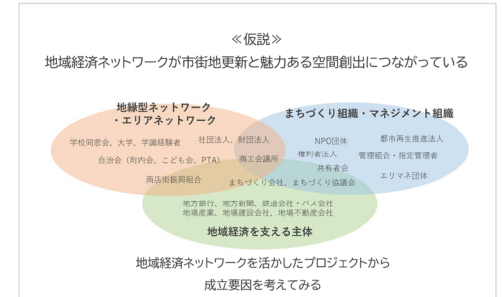 ≪仮説≫
地域経済ネットワークが市街地更新と魅力ある空間創出につながっている
地縁型ネットワーク
・エリアネットワーク
まちづくり組織・マネジメント組織
学校同窓会、大学、学識経験者
社団法人、財団法人
NPO団体
都市再生推進法人
自治会（町内会、こども会、PTA）
商工会議所
権利者法人
管理組合・指定管理者
共有者会
商店街振興組合
まちづくり会社、まちづくり協議会
エリマネ団体
地方銀行、地方新聞、鉄道会社・バス会社
地場産業、地場建設会社、地場不動産会社
地域経済を支える主体
地域経済ネットワークを活かしたプロジェクトから
成立要因を考えてみる